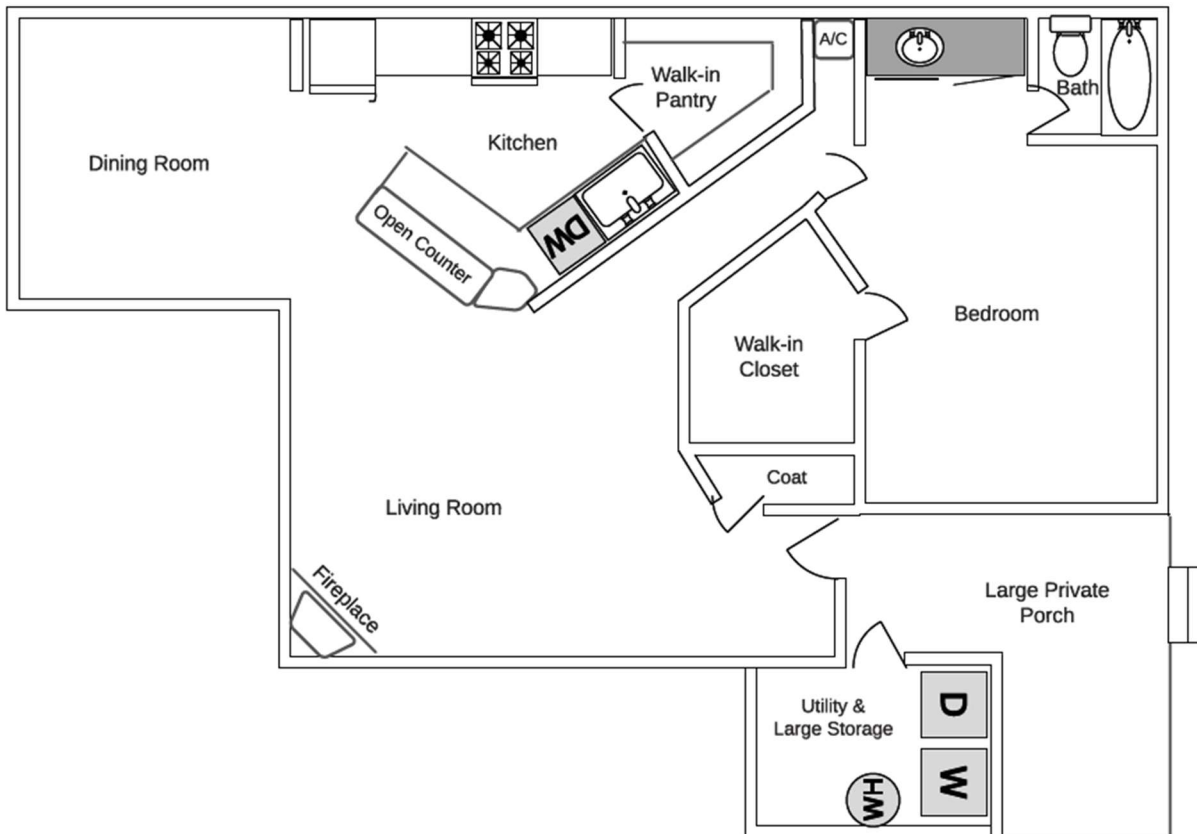 A/C
Walk-in
Pantry
Bath
Kitchen
Dining Room
Open Counter
DW
Bedroom
Walk-in
Closet
Coat
Living Room
Fireplace
Large Private
Porch
Utility &
Large Storage
D
W
HW